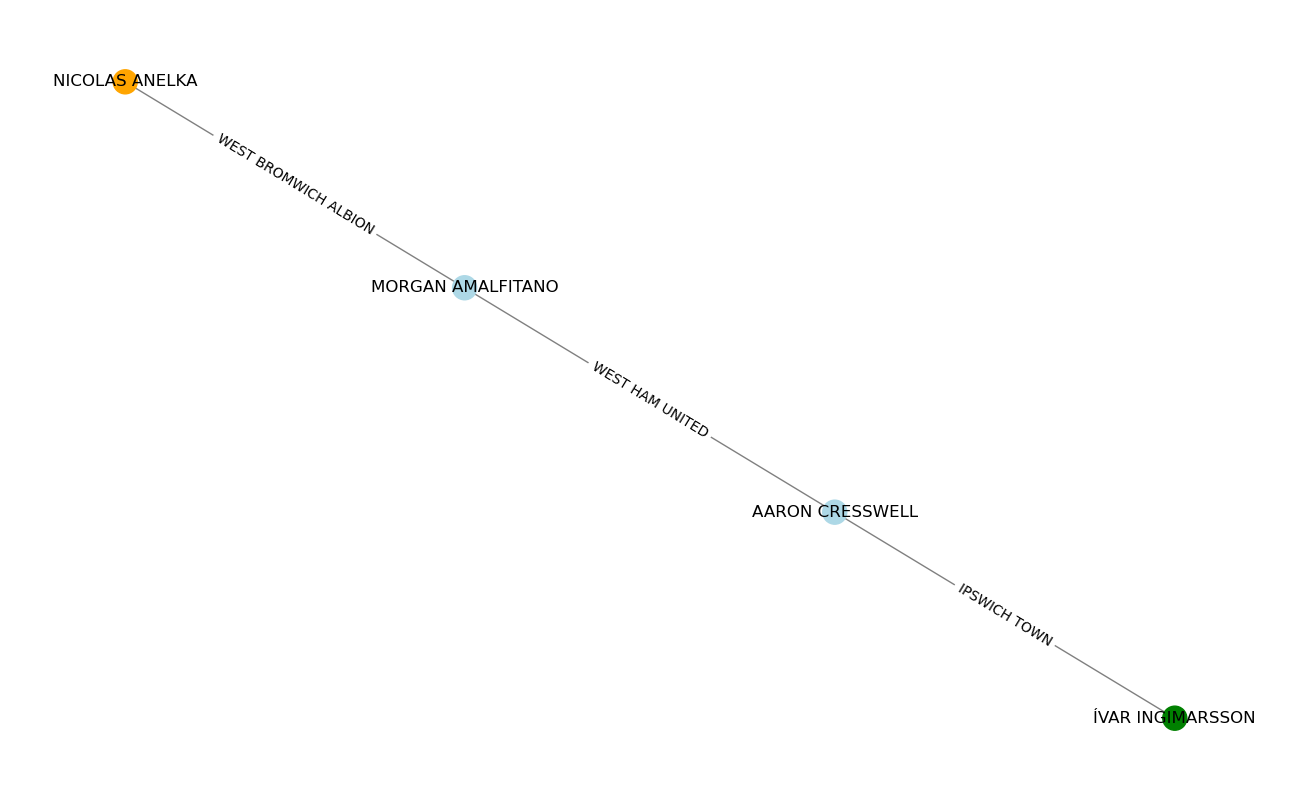 NICOLAS ANELKA
WEST BROMWICH ALBION
MORGAN AMALFITANO
WEST HAM UNITED
AARON CRESSWELL
IPSWICH TOWN
ÍVAR INGIMARSSON